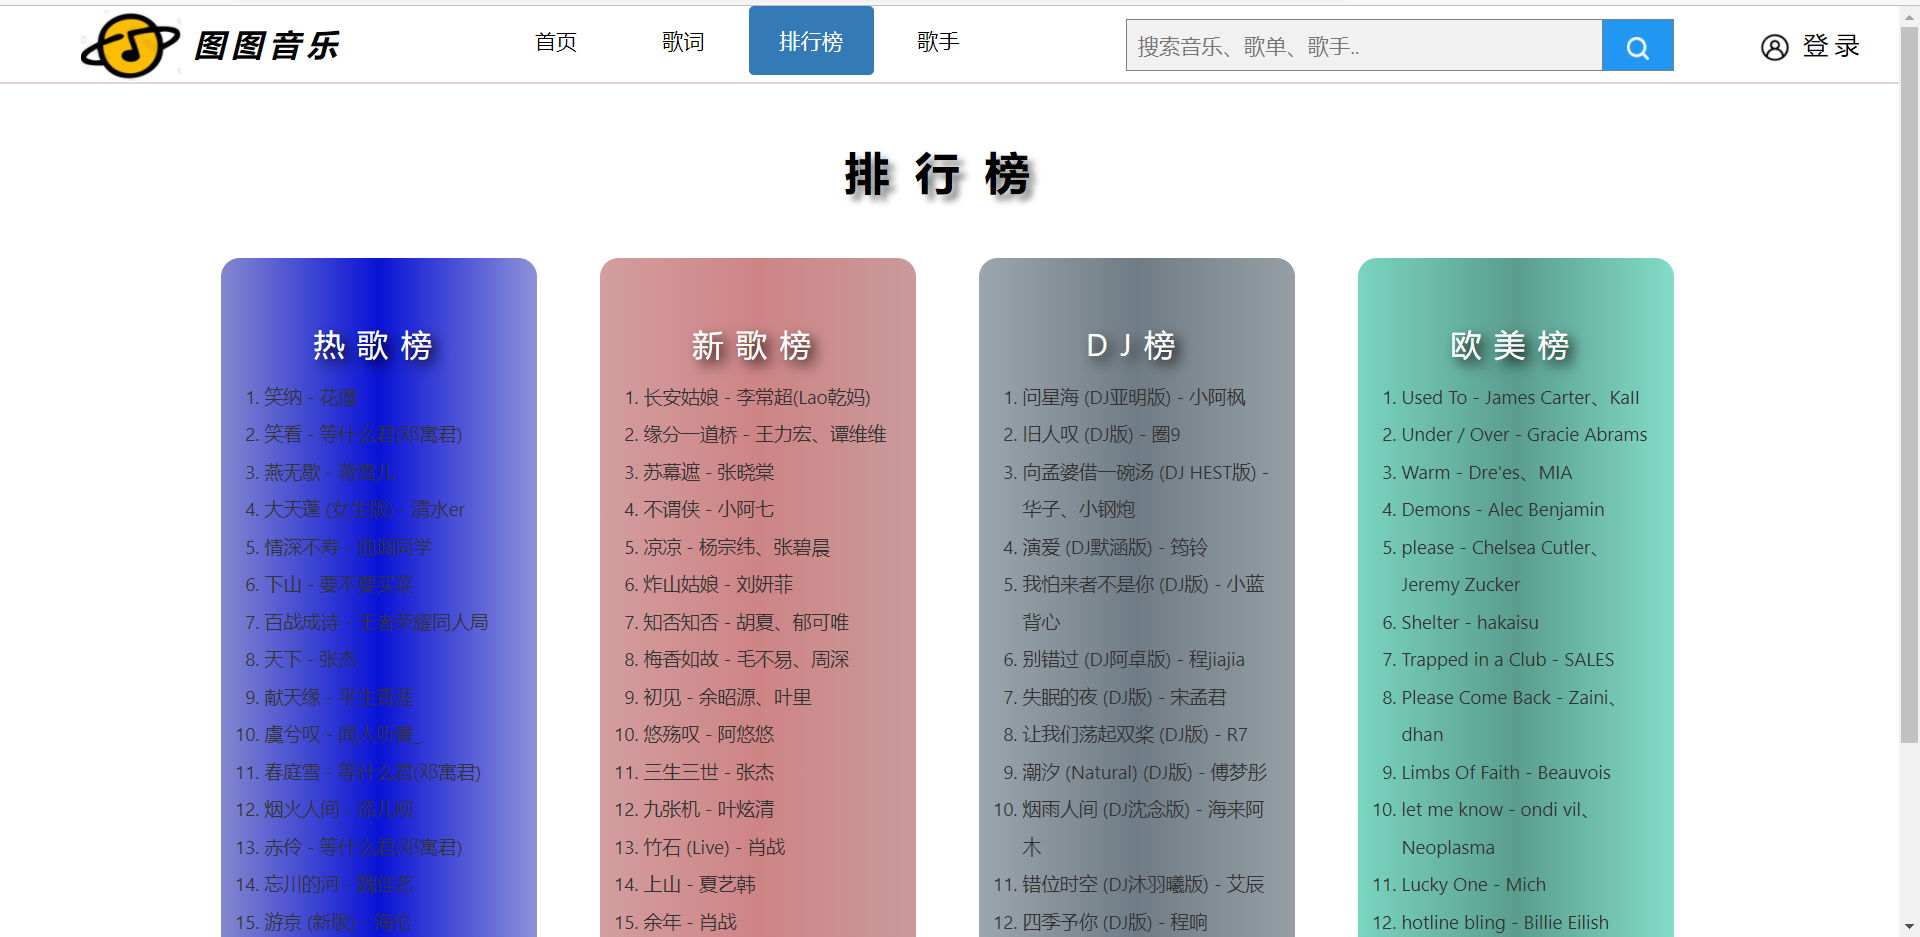 图图音乐
首页
歌词
排行榜
歌手
搜索音乐、歌单、歌手..
登录
排行榜
热歌榜
1. 笑纳 - 花僮
2. 笑看 - 等什么君(邓寓君)
3. 燕无歇 - 蒋雪儿
4. 大天蓬 (女生版) - 清水er
5. 情深不寿 -
6. 下山 - 要不要买菜
7. 百战成诗 - 王者荣耀同人局
8. 天下 - 张杰
9. 献天缘 -
10. 虞兮叹 - 闻人听書_
11. 春庭雪 - 等什么君(邓寓君)
12. 烟火人间 -
13. 赤伶 - 等什么君(邓寓君)
14. 忘川的河 - 魏佳艺
15. 游京 (新版) - 海伦
新歌榜
1. 长安姑娘 - 李常超(Lao乾妈)
2. 缘分一道桥 - 王力宏、谭维维
3. 苏幕遮 - 张晓棠
4. 不谓侠 - 小阿七
5. 凉凉 - 杨宗纬、张碧晨
6. 炸山姑娘 - 刘妍菲
7. 知否知否 - 胡夏、郁可唯
8. 梅香如故 - 毛不易、周深
9. 初见 - 余昭源、叶里
10. 悠殇叹 - 阿悠悠
11. 三生三世 - 张杰
12. 九张机 - 叶炫清
13. 竹石 (Live) - 肖战
14. 上山 - 夏艺韩
15. 余年 - 肖战
DJ榜
1. 问星海 (DJ亚明版) - 小阿枫
2. 旧人叹 (DJ版) - 圈9
3. 向孟婆借一碗汤 (DJ HEST版) -
华子、小钢炮
4. 演爱 (DJ默涵版) - 筠铃
5. 我怕来者不是你 (DJ版) - 小蓝
背心
6. 别错过 (DJ阿卓版) - 程jiajia
7. 失眠的夜 (DJ版) - 宋孟君
8. 让我们荡起双桨 (DJ版) - R7
9. 潮汐 (Natural) (DJ版) - 傅梦彤
10. 烟雨人间 (DJ沈念版) - 海来阿
木
11. 错位时空 (DJ沐羽曦版) - 艾辰
12. 四季予你 (DJ版) - 程响
欧美榜
1. Used To - James Carter、Kall
2. Under / Over - Gracie Abrams
3. Warm - Dre'es、MIA
4. Demons - Alec Benjamin
5. please - Chelsea Cutler、
Jeremy Zucker
6. Shelter - hakaisu
7. Trapped in a Club - SALES
8. Please Come Back - Zaini、
dhan
9. Limbs Of Faith - Beauvois
10. let me know - ondi vil、
Neoplasma
11. Lucky One - Mich
12. hotline bling - Billie Eilish